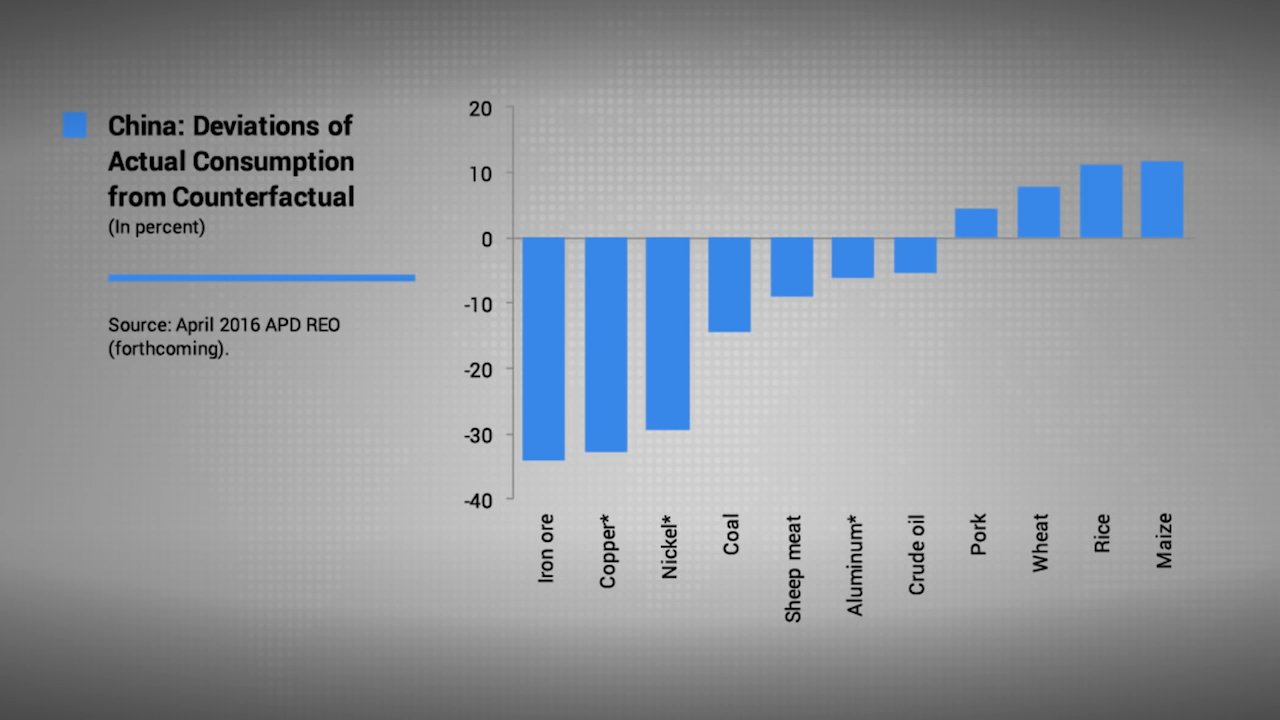 China: Deviations of
Actual Consumption
from Counterfactual
(In percent)
Source: April 2016 APD REO
(forthcoming).
20
10
0
-10
-20
-30
-40
Iron ore
Copper*
Nickel*
Coal
Sheep meat
Aluminum*
Crude oil
Pork
Wheat
Rice
Maize